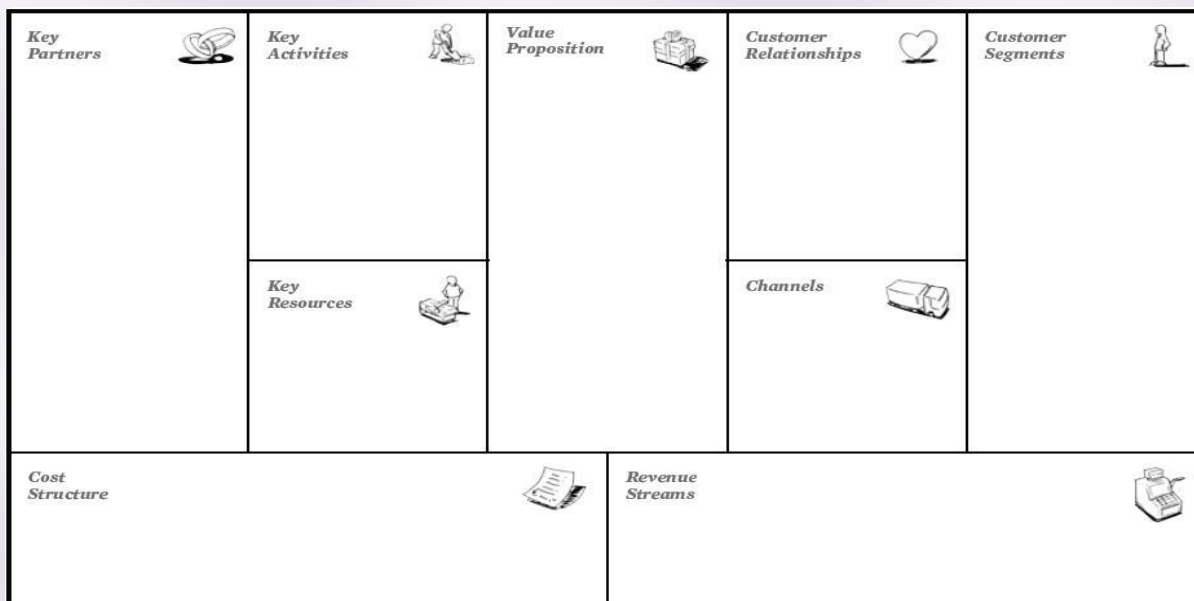 Key
Partners
Key
Activities
Value
Proposition
Customer
Relationships
Customer
Segments
Key
Resources
Channels
Cost
Structure
Revenue
Streams